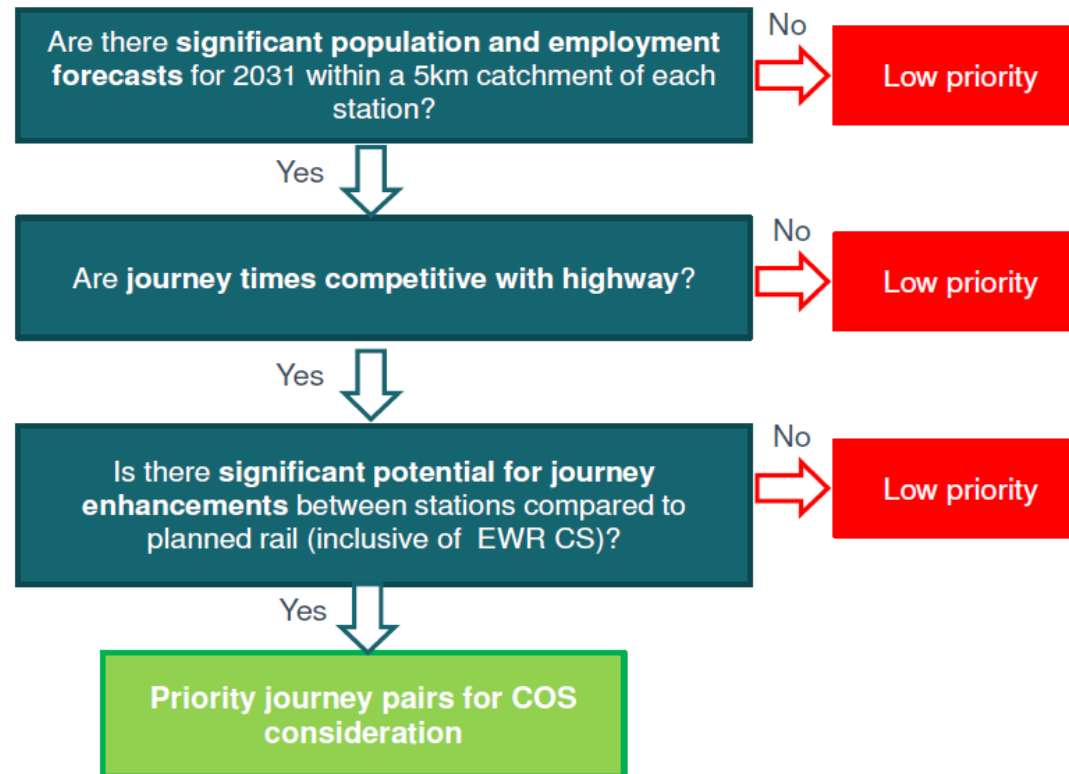 Are there significant population and employment
forecasts for 2031 within a 5km catchment of each
station?
No
Low priority
Yes
Are journey times competitive with highway?
No
Low priority
Yes
Is there significant potential for journey
enhancements between stations compared to
planned rail (inclusive of EWR CS)?
No
Low priority
Yes
Priority journey pairs for COS
consideration